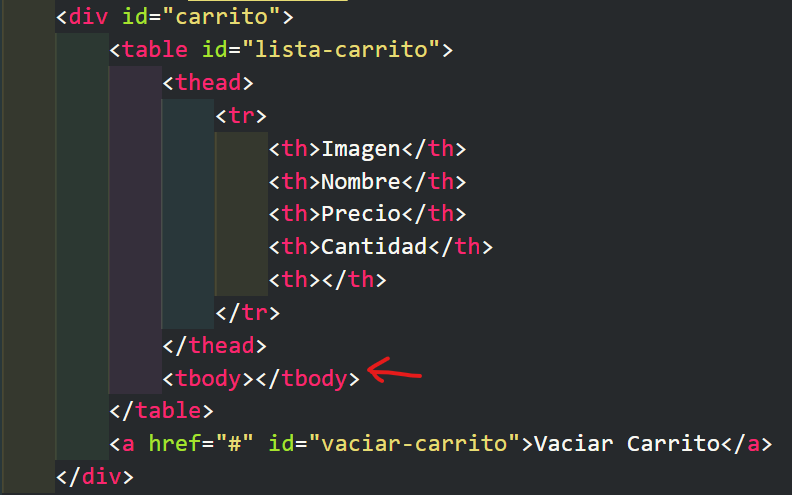 <div id="carrito">
<table id="lista-carrito">
<thead>
<tr>
<th>Imagen</th>
<th>Nombre</th>
<th>Precio</th>
<th>Cantidad</th>
<th></th>
</tr>
</thead>
<tbody></tbody>
</table>
<a href="#" id="vaciar-carrito">Vaciar Carrito</a>
</div>